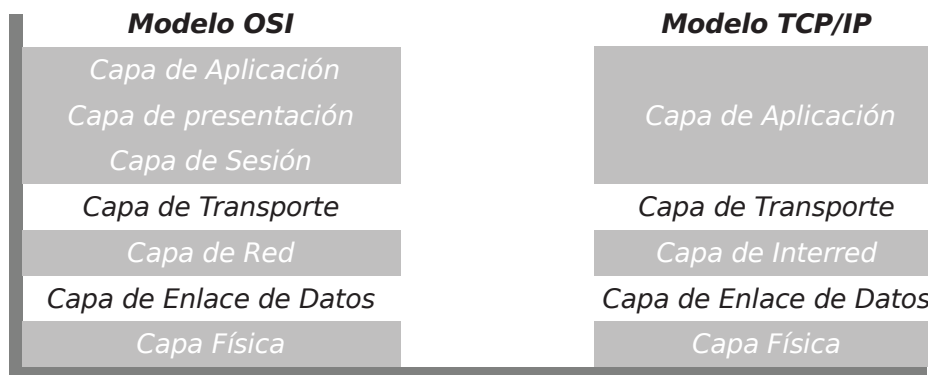 Modelo OSI
Capa de Aplicación
Capa de presentación
Capa de Sesión
Capa de Transporte
Capa de Red
Capa de Enlace de Datos
Capa Física
Modelo TCP/IP
Capa de Aplicación
Capa de Transporte
Capa de Interred
Capa de Enlace de Datos
Capa Física